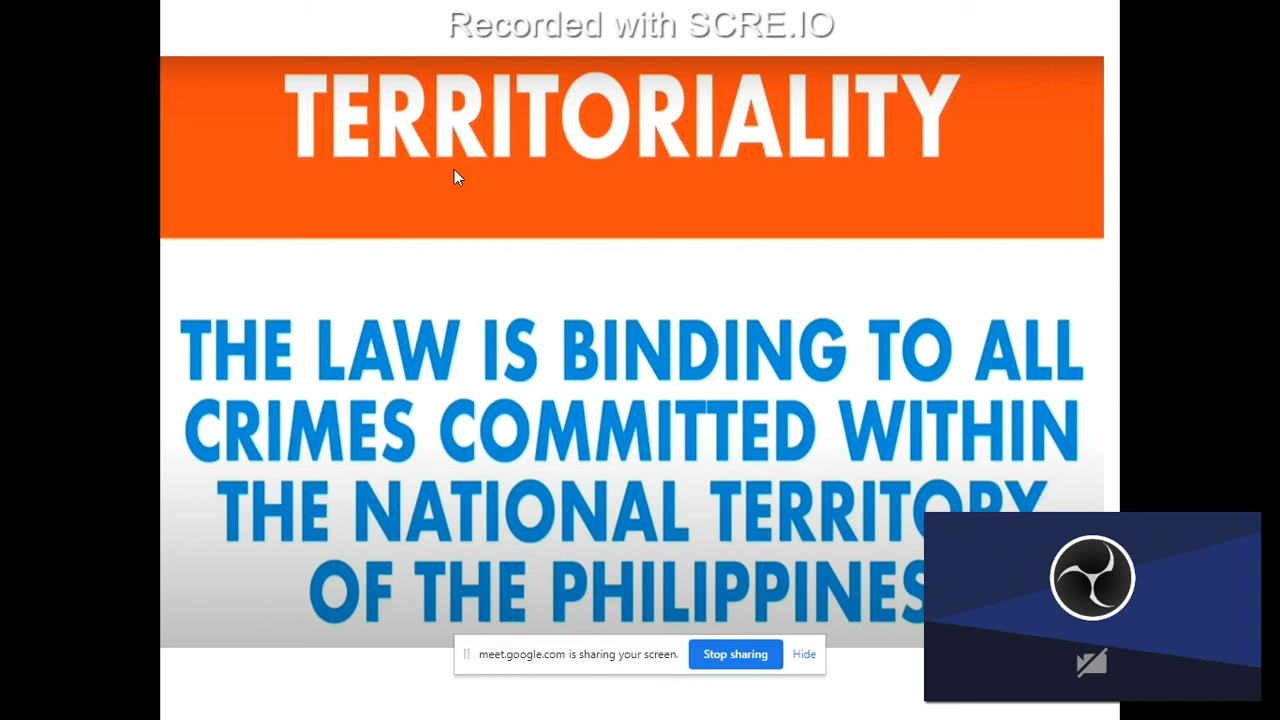 Recorded with SCRE.IO
TERRITORIALITY
THE LAW IS BINDING TO ALL
CRIMES COMMITTED WITHIN
THE NATIONAL TERRITORY
OF THE PHILIPPINES
meet.google.com is sharing your screen. Stop sharing Hide